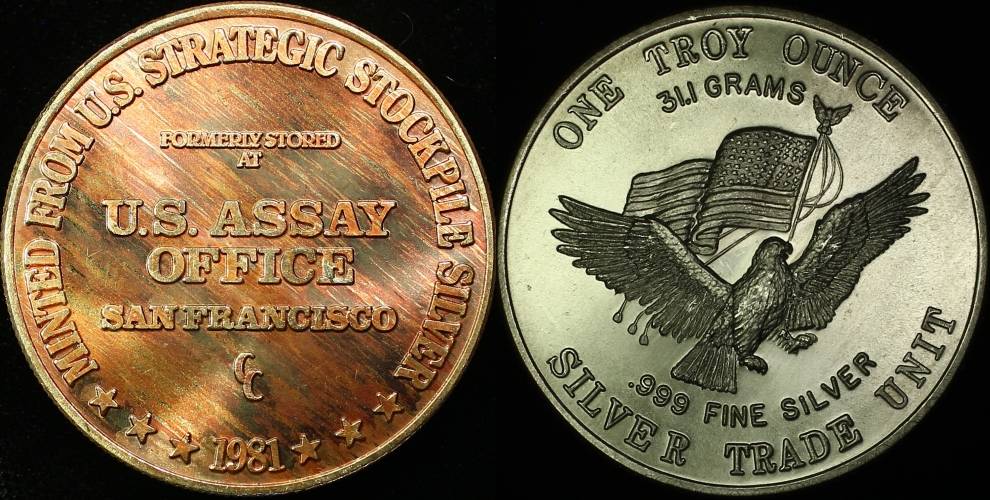 MINTED FROM U.S. STRATEGIC STOCKPILE SILVER
FORMERLY STORED
AT
U.S. ASSAY
OFFICE
SAN FRANCISCO
CC
1981
ONE TROY OUNCE
31.1 GRAMS
.999 FINE SILVER
SILVER TRADE UNIT